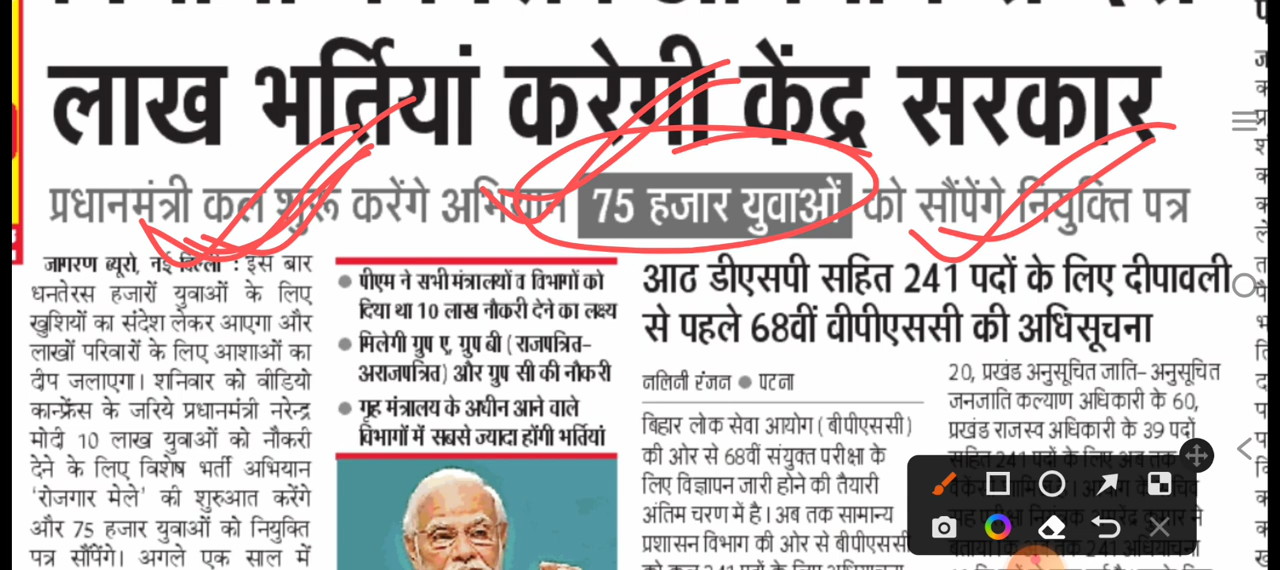 लाख भर्तियां करेगी केंद्र सरकार
प्रधानमंत्री कल शुरू करेंगे अभियान 75 हजार युवाओं को सौंपेंगे नियुक्ति पत्र
जागरण ब्यूरो, नई दिल्ली : इस बार
धनतेरस हजारों युवाओं के लिए
खुशियों का संदेश लेकर आएगा और
लाखों परिवारों के लिए आशाओं का
दीप जलाएगा। शनिवार को वीडियो
कान्फ्रेंस के जरिये प्रधानमंत्री नरेन्द्र
मोदी 10 लाख युवाओं को नौकरी
देने के लिए विशेष भर्ती अभियान
'रोजगार मेले' की शुरुआत करेंगे
और 75 हजार युवाओं को नियुक्ति
पत्र सौंपेंगे। अगले एक साल में
पीएम ने सभी मंत्रालयों व विभागों को
दिया था 10 लाख नौकरी देने का लक्ष्य
मिलेगी ग्रुप ए, ग्रुप बी (राजपत्रित-
अराजपत्रित) और ग्रुप सी की नौकरी
गृह मंत्रालय के अधीन आने वाले
विभागों में सबसे ज्यादा होंगी भर्तियां
आठ डीएसपी सहित 241 पदों के लिए दीपावली
से पहले 68वीं बीपीएससी की अधिसूचना
नलिनी रंजन ● पटना
बिहार लोक सेवा आयोग (बीपीएससी)
की ओर से 68वीं संयुक्त परीक्षा के
लिए विज्ञापन जारी होने की तैयारी
अंतिम चरण में है। अब तक सामान्य
प्रशासन विभाग की ओर से बीपीएससी
20, प्रखंड अनुसूचित जाति- अनुसूचित
जनजाति कल्याण अधिकारी के 60,
प्रखंड राजस्व अधिकारी के 39 पदों
सहित 241 पदों के लिए अब तक